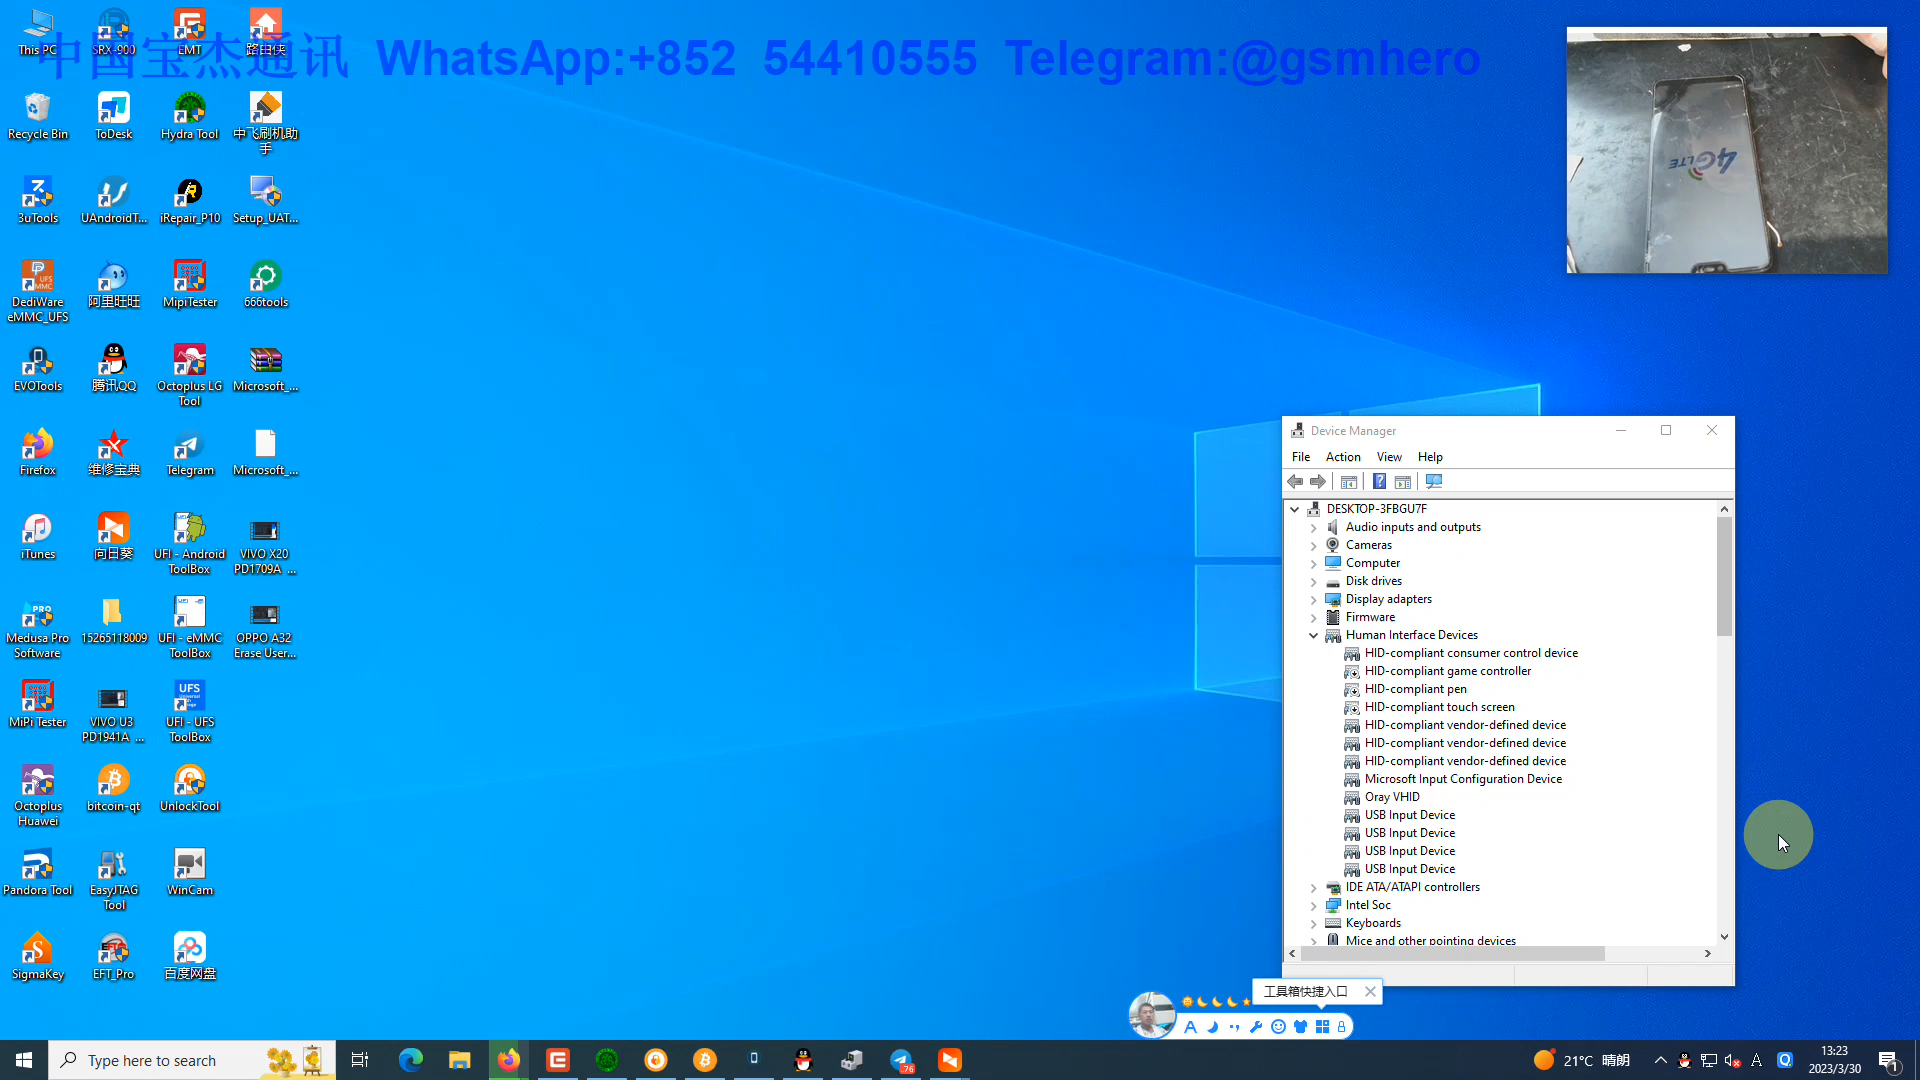 中国宝杰通讯 WhatsApp:+852 54410555 Telegram:@gsmhero
This PC
SRX-900
EMT
路由侠
Recycle Bin
ToDesk
Hydra Tool
中飞刷机助
手
3uTools
UAndroidT...
iRepair_P10
Setup_UAT...
DediWare
eMMC_UFS
阿里旺旺
MipiTester
666tools
EVOTools
腾讯QQ
Octoplus LG
Tool
Microsoft_...
Firefox
维修宝典
Telegram
Microsoft_...
iTunes
向日葵
UFI - Android
ToolBox
VIVO X20
PD1709A _...
Medusa Pro
Software
15265118009
UFI - eMMC
ToolBox
OPPO A32
Erase User...
MiPi Tester
VIVO U3
PD1941A _...
UFI - UFS
ToolBox
Octoplus
Huawei
bitcoin-qt
UnlockTool
Pandora Tool
EasyJTAG
Tool
WinCam
SigmaKey
EFT_Pro
百度网盘
4G LTE
Device Manager
File Action View Help
DESKTOP-3FBGU7F
Audio inputs and outputs
Cameras
Computer
Disk drives
Display adapters
Firmware
Human Interface Devices
HID-compliant consumer control device
HID-compliant game controller
HID-compliant pen
HID-compliant touch screen
HID-compliant vendor-defined device
HID-compliant vendor-defined device
HID-compliant vendor-defined device
Microsoft Input Configuration Device
Oray VHID
USB Input Device
USB Input Device
USB Input Device
USB Input Device
IDE ATA/ATAPI controllers
Intel Soc
Keyboards
Mice and other pointing devices
工具箱快捷入口
Type here to search
76
21°C 晴朗
A
13:23
2023/3/30
1